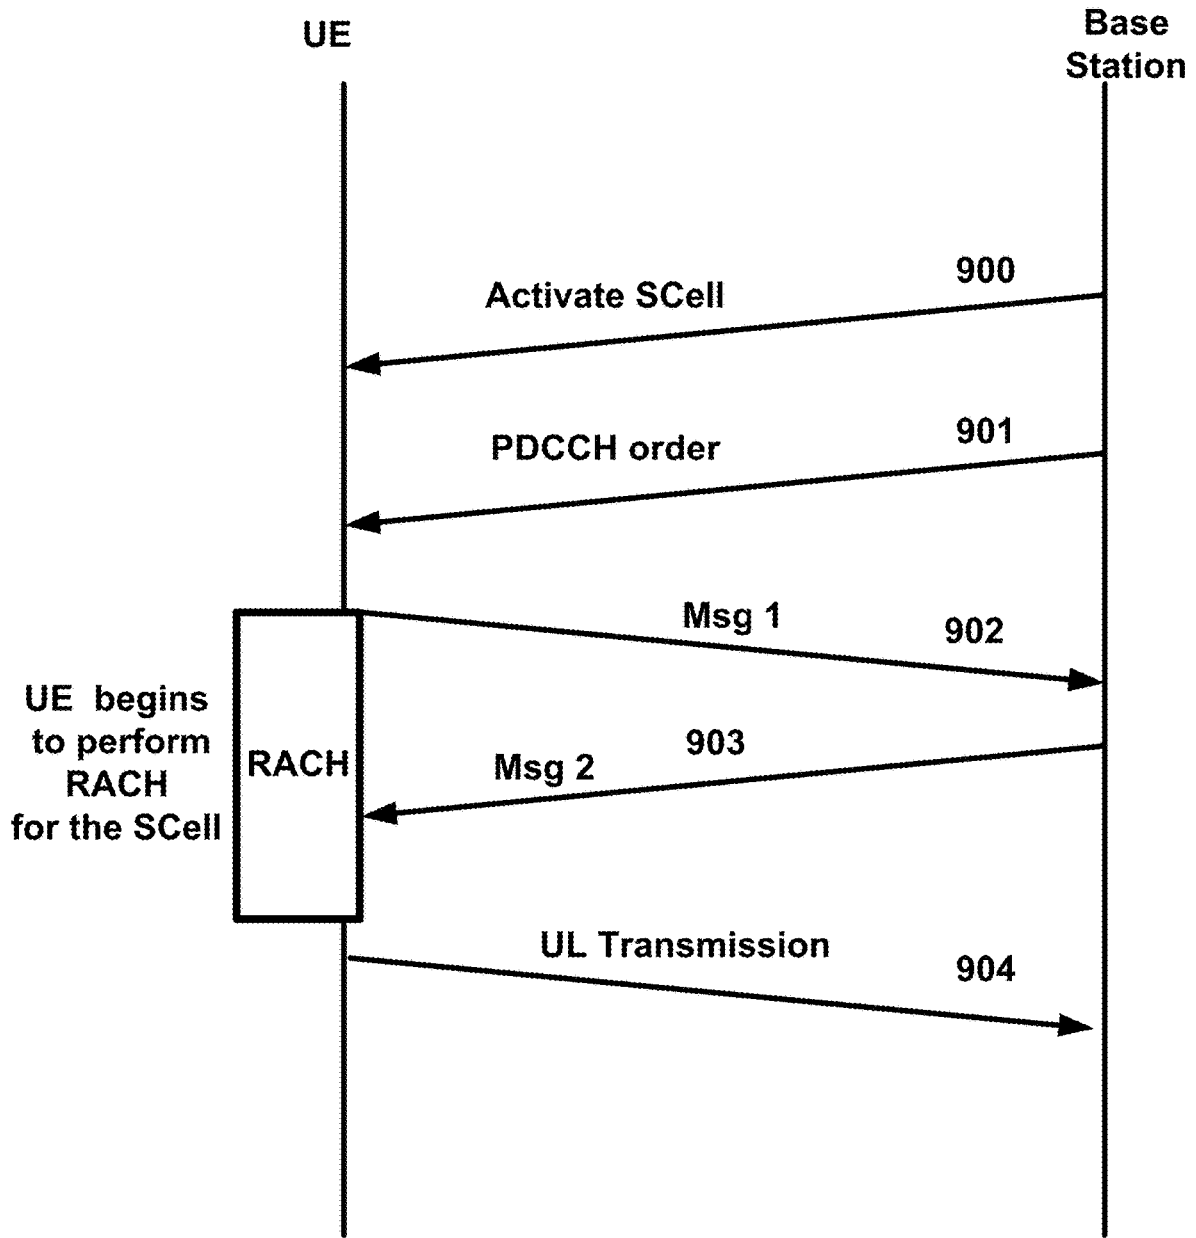 UE
Base
Station
900
Activate SCell
901
PDCCH order
Msg 1
902
UE begins
to perform
RACH
for the SCell
RACH
903
Msg 2
UL Transmission
904